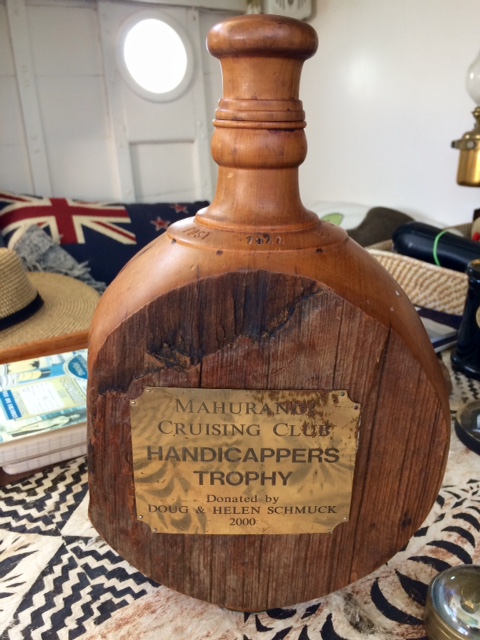 MAHURANGI
CRUISING CLUB
HANDICAPPERS
TROPHY
Donated by
DOUG & HELEN SCHMUCK
2000